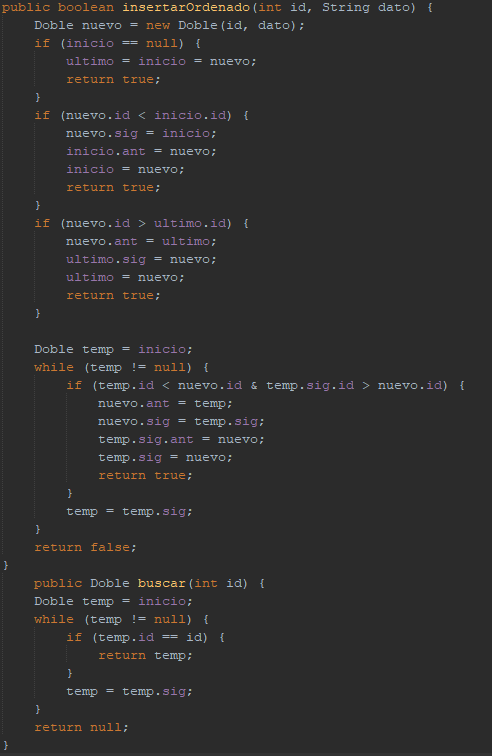 public boolean insertarOrdenado(int id, String dato) {
    Doble nuevo = new Doble(id, dato);
    if (inicio == null) {
        ultimo = inicio = nuevo;
        return true;
    }
    if (nuevo.id < inicio.id) {
        nuevo.sig = inicio;
        inicio.ant = nuevo;
        inicio = nuevo;
        return true;
    }
    if (nuevo.id > ultimo.id) {
        nuevo.ant = ultimo;
        ultimo.sig = nuevo;
        ultimo = nuevo;
        return true;
    }

    Doble temp = inicio;
    while (temp != null) {
        if (temp.id < nuevo.id & temp.sig.id > nuevo.id) {
            nuevo.ant = temp;
            nuevo.sig = temp.sig;
            temp.sig.ant = nuevo;
            temp.sig = nuevo;
            return true;
        }
        temp = temp.sig;
    }
    return false;
}
    public Doble buscar(int id) {
    Doble temp = inicio;
    while (temp != null) {
        if (temp.id == id) {
            return temp;
        }
        temp = temp.sig;
    }
    return null;
}